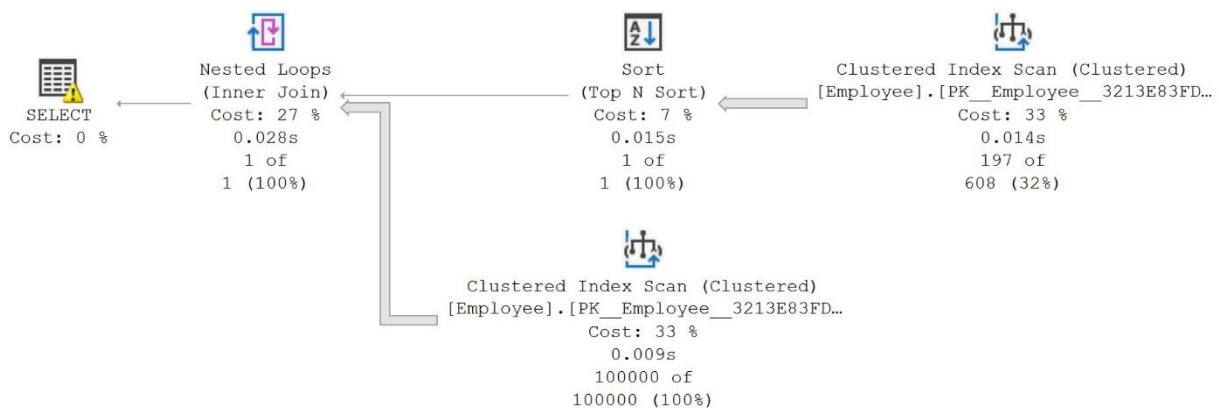 SELECT
Cost: 0 %
Nested Loops
(Inner Join)
Cost: 27 %
0.028s
1 of
1 (100%)
Sort
(Top N Sort)
Cost: 7 %
0.015s
1 of
1 (100%)
Clustered Index Scan (Clustered)
[Employee].[PK__Employee__3213E83FD…
Cost: 33 %
0.014s
197 of
608 (32%)
Clustered Index Scan (Clustered)
[Employee].[PK__Employee__3213E83FD…
Cost: 33 %
0.009s
100000 of
100000 (100%)